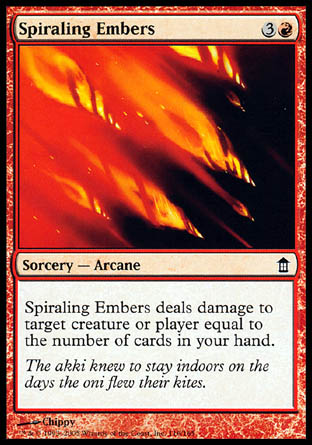 Spiraling Embers 3
Sorcery — Arcane
Spiraling Embers deals damage to
target creature or player equal to
the number of cards in your hand.
The akki knew to stay indoors on the
days the oni flew their kites.
Chippy